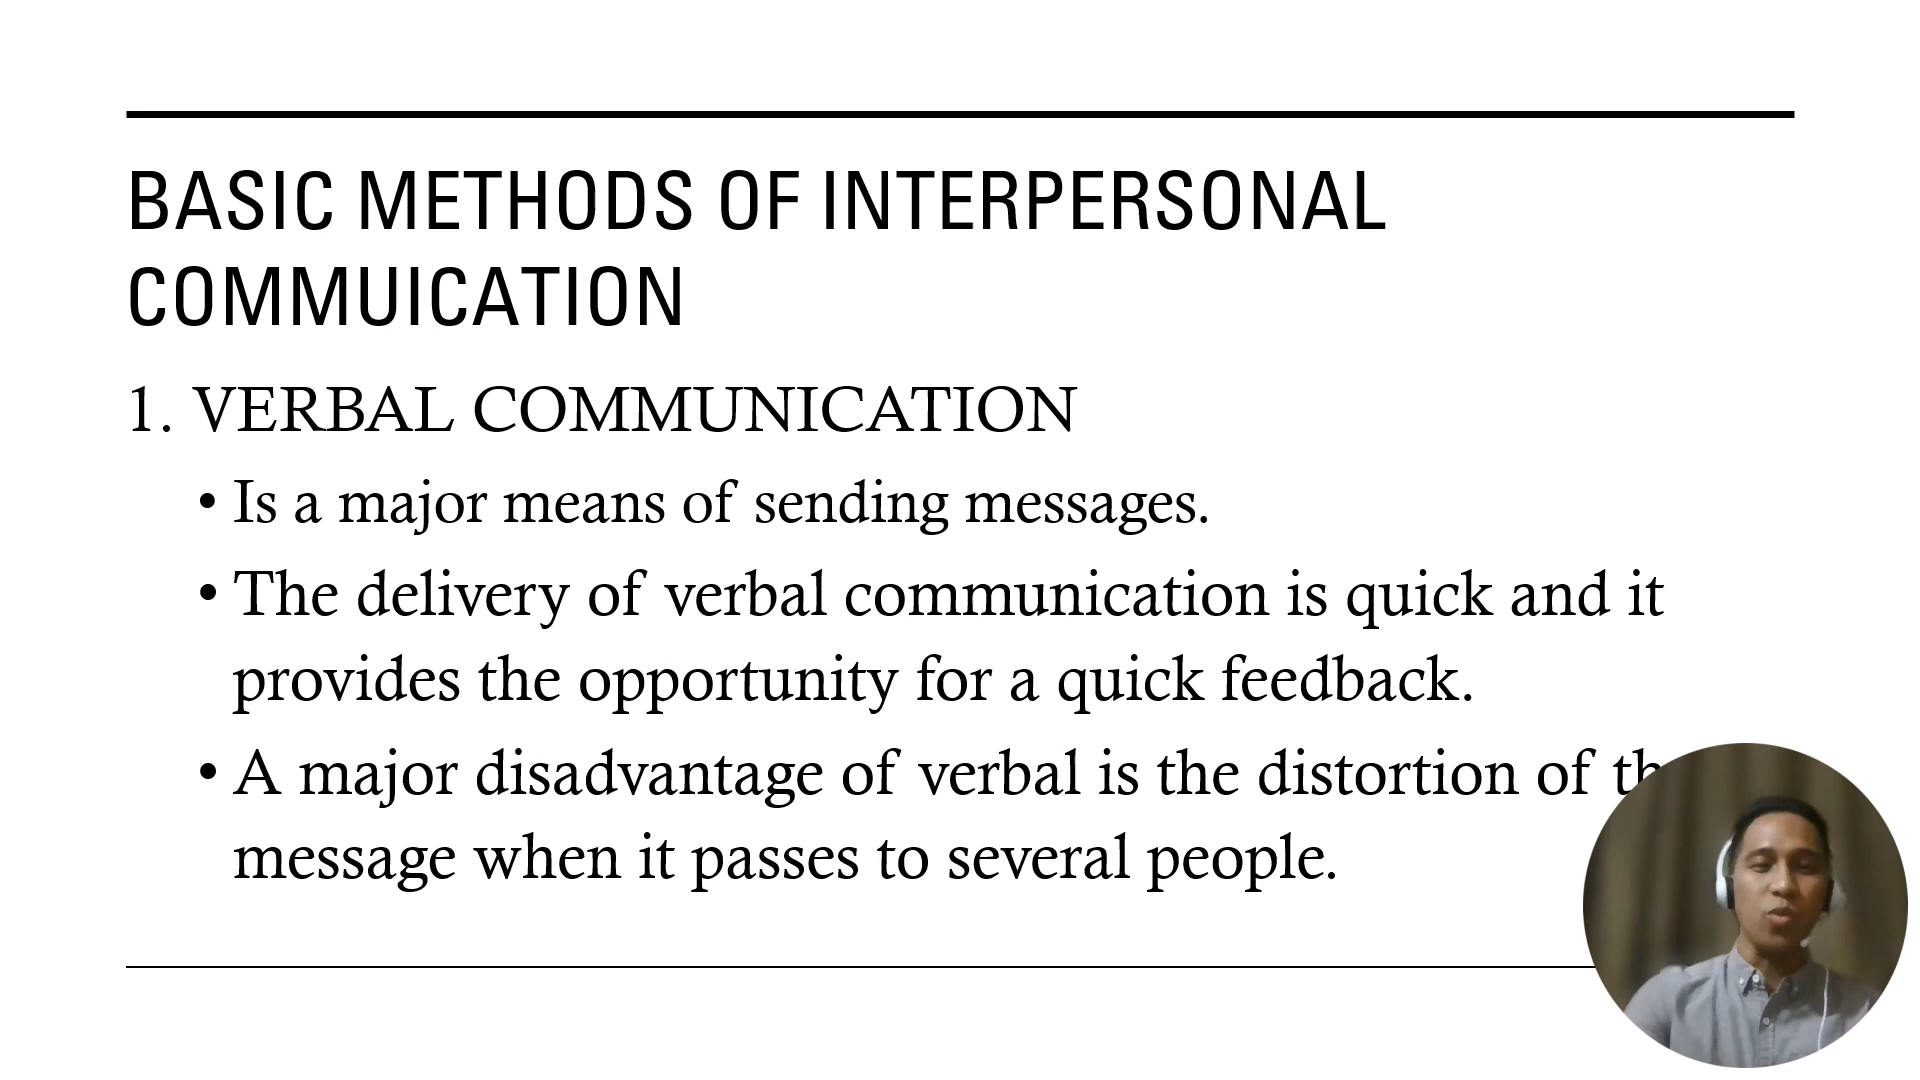 BASIC METHODS OF INTERPERSONAL
COMMUICATION
1. VERBAL COMMUNICATION
• Is a major means of sending messages.
• The delivery of verbal communication is quick and it
provides the opportunity for a quick feedback.
• A major disadvantage of verbal is the distortion of
message when it passes to several people.